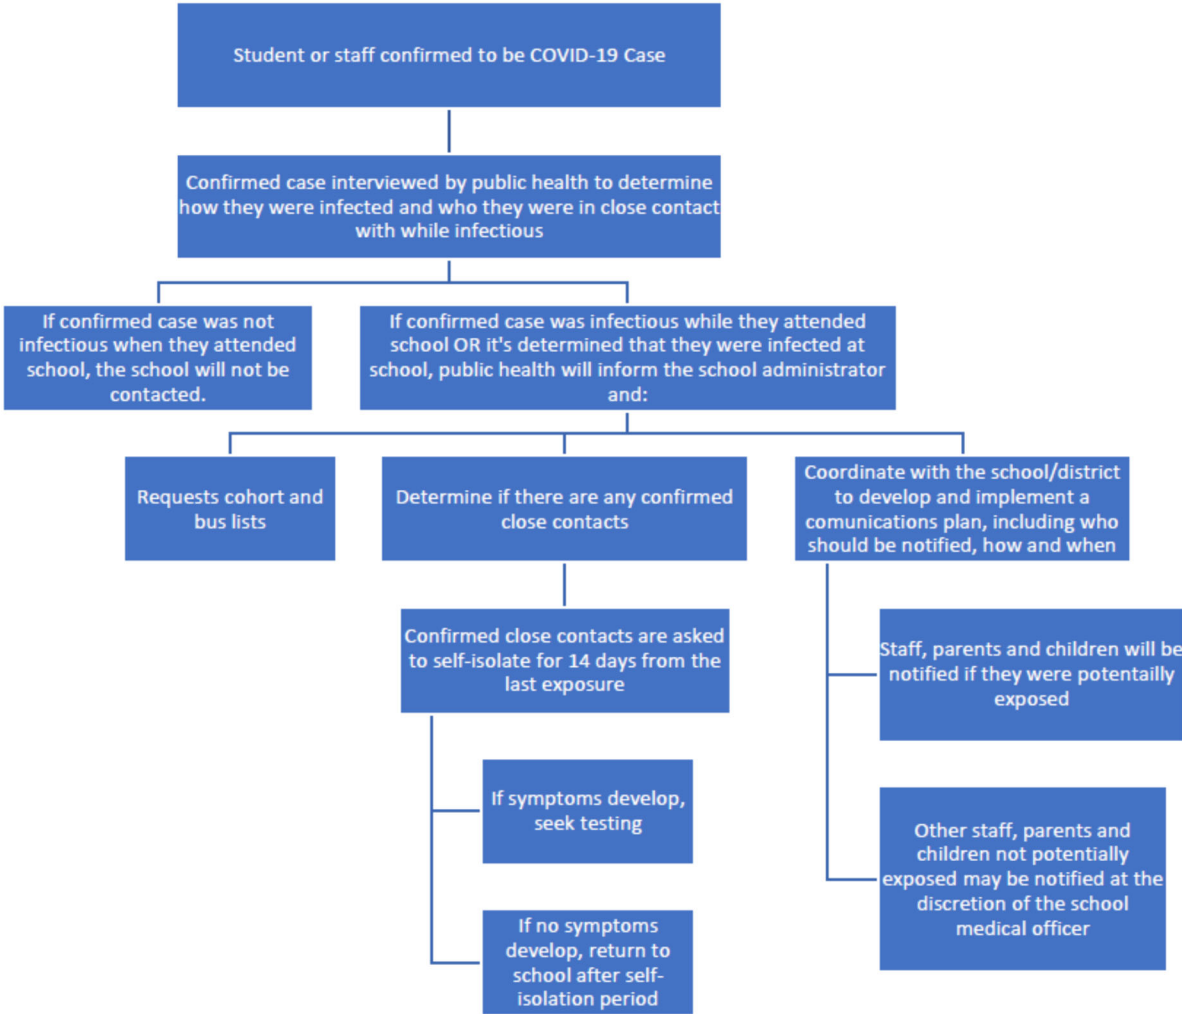 Student or staff confirmed to be COVID-19 Case
Confirmed case interviewed by public health to determine
how they were infected and who they were in close contact
with while infectious
If confirmed case was not
infectious when they attended
school, the school will not be
contacted.
If confirmed case was infectious while they attended
school OR it's determined that they were infected at
school, public health will inform the school administrator
and:
Requests cohort and
bus lists
Determine if there are any confirmed
close contacts
Coordinate with the school/district
to develop and implement a
comunications plan, including who
should be notified, how and when
Confirmed close contacts are asked
to self-isolate for 14 days from the
last exposure
If symptoms develop,
seek testing
If no symptoms
develop, return to
school after self-
isolation period
Staff, parents and children will be
notified if they were potentailly
exposed
Other staff, parents and
children not potentially
exposed may be notified at the
discretion of the school
medical officer